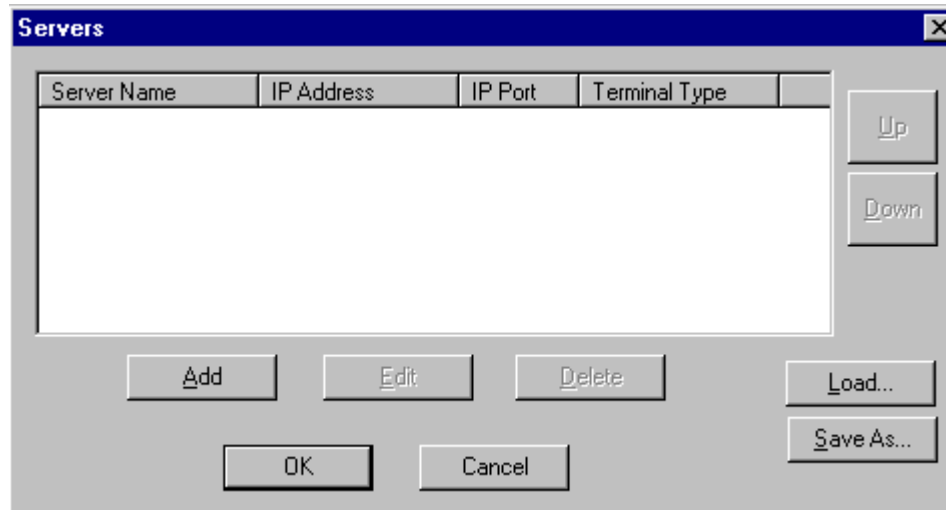 Servers
Server Name IP Address IP Port Terminal Type
Up
Down
Add Edit Delete
Load...
Save As...
OK Cancel